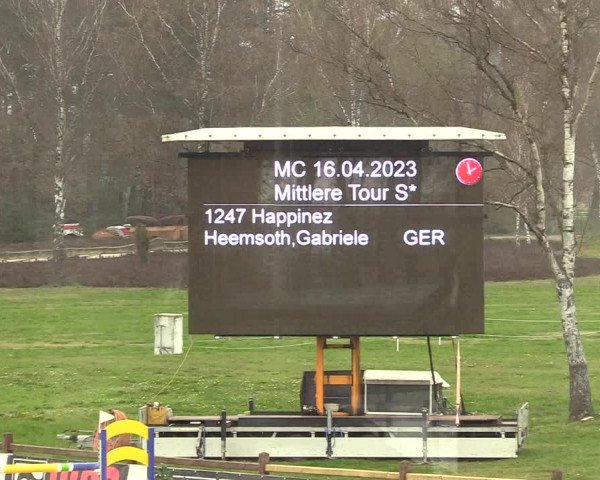 MC 16.04.2023
Mittlere Tour S*
1247 Happinez
Heemsoth,Gabriele GER